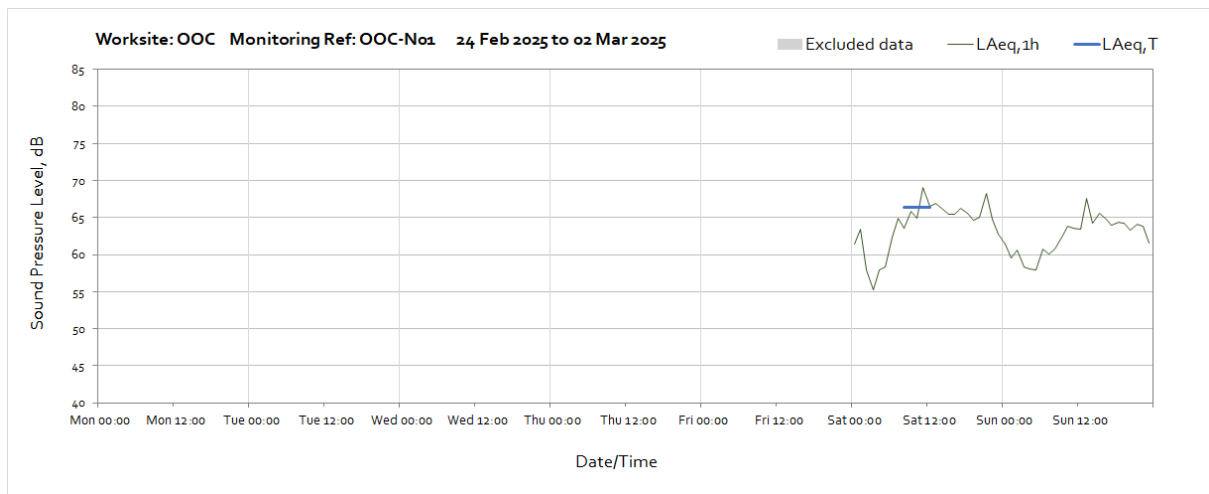 Worksite: OOC Monitoring Ref: OOC-N01 24 Feb 2025 to 02 Mar 2025
Excluded data LAeq,1h LAeq,T
85
80
75
70
65
60
55
50
45
40
Sound Pressure Level, dB
Mon 00:00 Mon 12:00 Tue 00:00 Tue 12:00 Wed 00:00 Wed 12:00 Thu 00:00 Thu 12:00 Fri 00:00 Fri 12:00 Sat 00:00 Sat 12:00 Sun 00:00 Sun 12:00
Date/Time